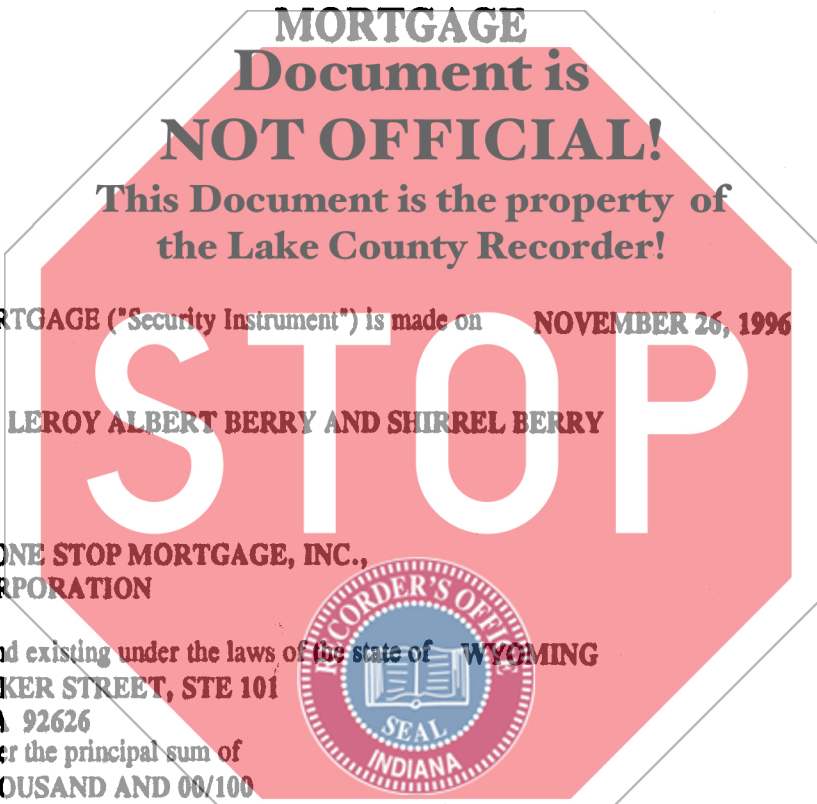 MORTGAGE
Document is
NOT OFFICIAL!
This Document is the property of
the Lake County Recorder!
RTGAGE ("Security Instrument") is made on NOVEMBER 26, 1996
LEROY ALBERT BERRY AND SHIRREL BERRY
STOP
ONE STOP MORTGAGE, INC.,
RPORATION
RECORDER'S OFFICE
nd existing under the laws of the state of WYOMING
KER STREET, STE 101
A 92626
SEAL
er the principal sum of
INDIANA
OUSAND AND 00/100